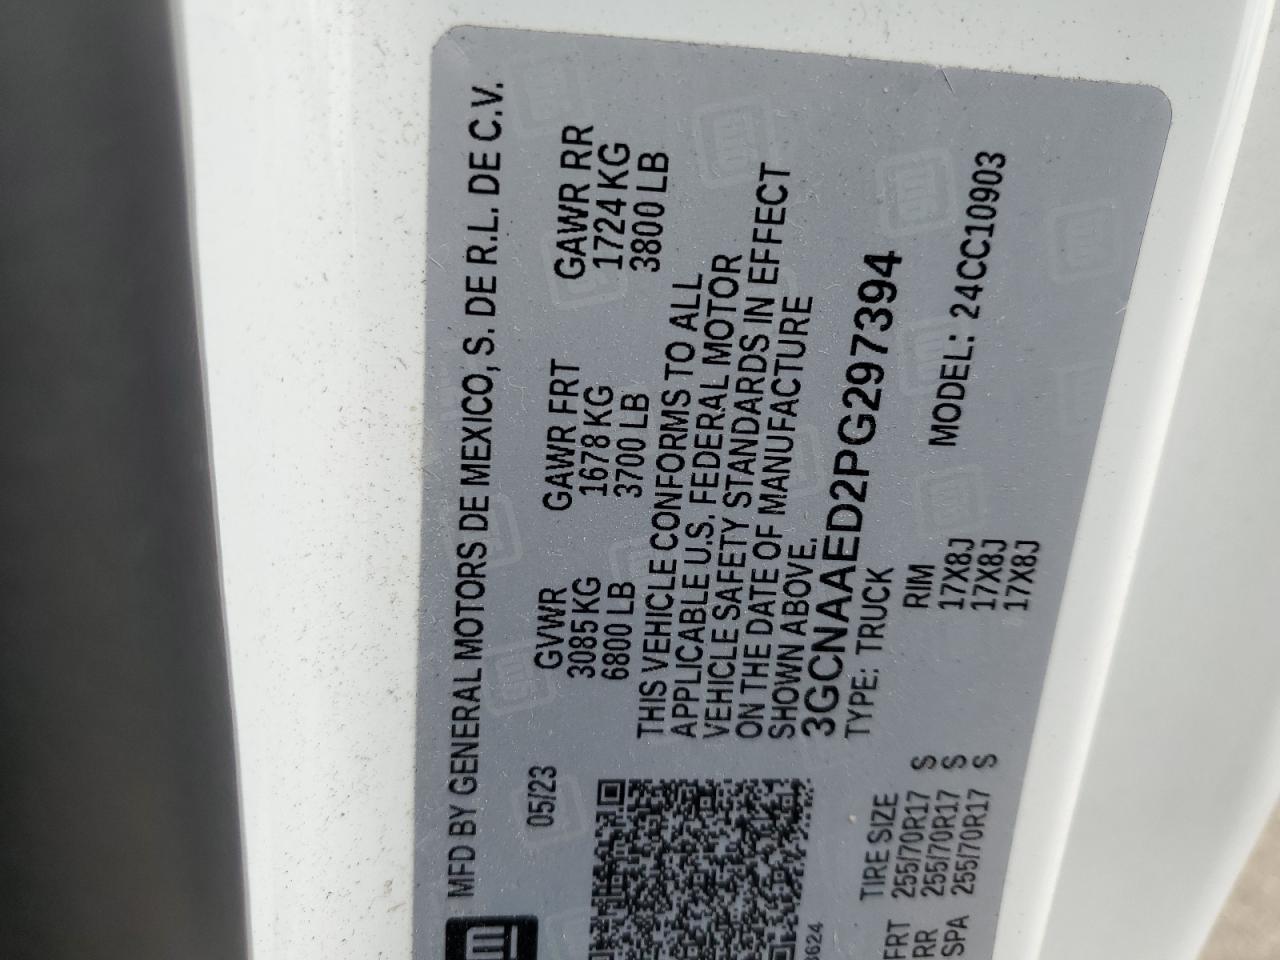 GM
MFD BY GENERAL MOTORS DE MEXICO, S. DE R.L. DE C.V.
05/23
GVWR GAWR FRT GAWR RR
3085 KG 1678 KG 1724 KG
6800 LB 3700 LB 3800 LB
THIS VEHICLE CONFORMS TO ALL
APPLICABLE U.S. FEDERAL MOTOR
VEHICLE SAFETY STANDARDS IN EFFECT
ON THE DATE OF MANUFACTURE
SHOWN ABOVE.
3GCNAAED2PG297394
TYPE: TRUCK MODEL: 24CC10903
TIRE SIZE RIM
FRT 255/70R17 S 17X8J
RR 255/70R17 S 17X8J
SPA 255/70R17 S 17X8J